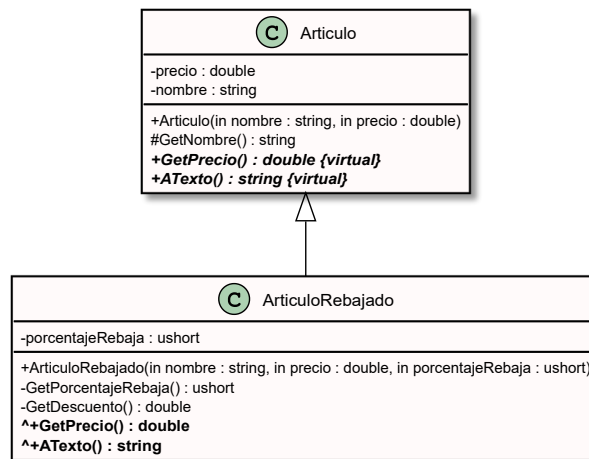 C Articulo
-precio : double
-nombre : string
+Articulo(in nombre : string, in precio : double)
#GetNombre() : string
+GetPrecio() : double {virtual}
+ATexto() : string {virtual}
C ArticuloRebajado
-porcentajeRebaja : ushort
+ArticuloRebajado(in nombre : string, in precio : double, in porcentajeRebaja : ushort)
-GetPorcentajeRebaja() : ushort
-GetDescuento() : double
^+GetPrecio() : double
^+ATexto() : string